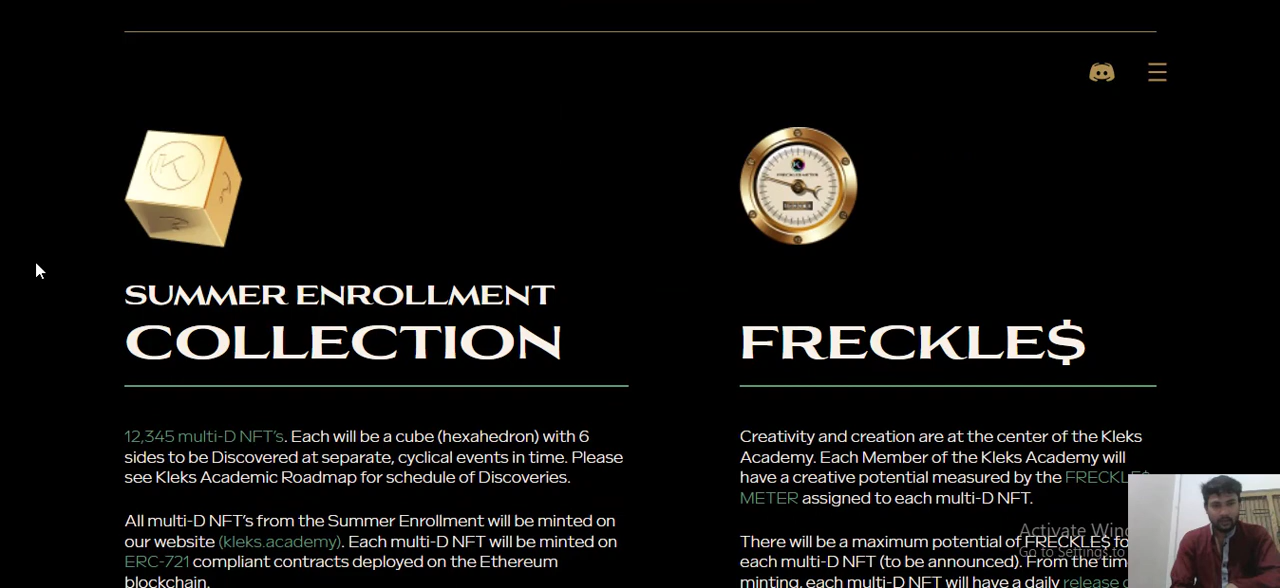 SUMMER ENROLLMENT
COLLECTION
12,345 multi-D NFT's. Each will be a cube (hexahedron) with 6
sides to be Discovered at separate, cyclical events in time. Please
see Kleks Academic Roadmap for schedule of Discoveries.
All multi-D NFT's from the Summer Enrollment will be minted on
our website (kleks.academy). Each multi-D NFT will be minted on
ERC-721 compliant contracts deployed on the Ethereum
blockchain.
K
FRECKLE$
Creativity and creation are at the center of the Kleks
Academy. Each Member of the Kleks Academy will
have a creative potential measured by the FRECKLE$
METER assigned to each multi-D NFT.
There will be a maximum potential of FRECKLE$
each multi-D NFT (to be announced). From the
minting, each multi-D NFT will have a daily release
Activate
Go to Settings to